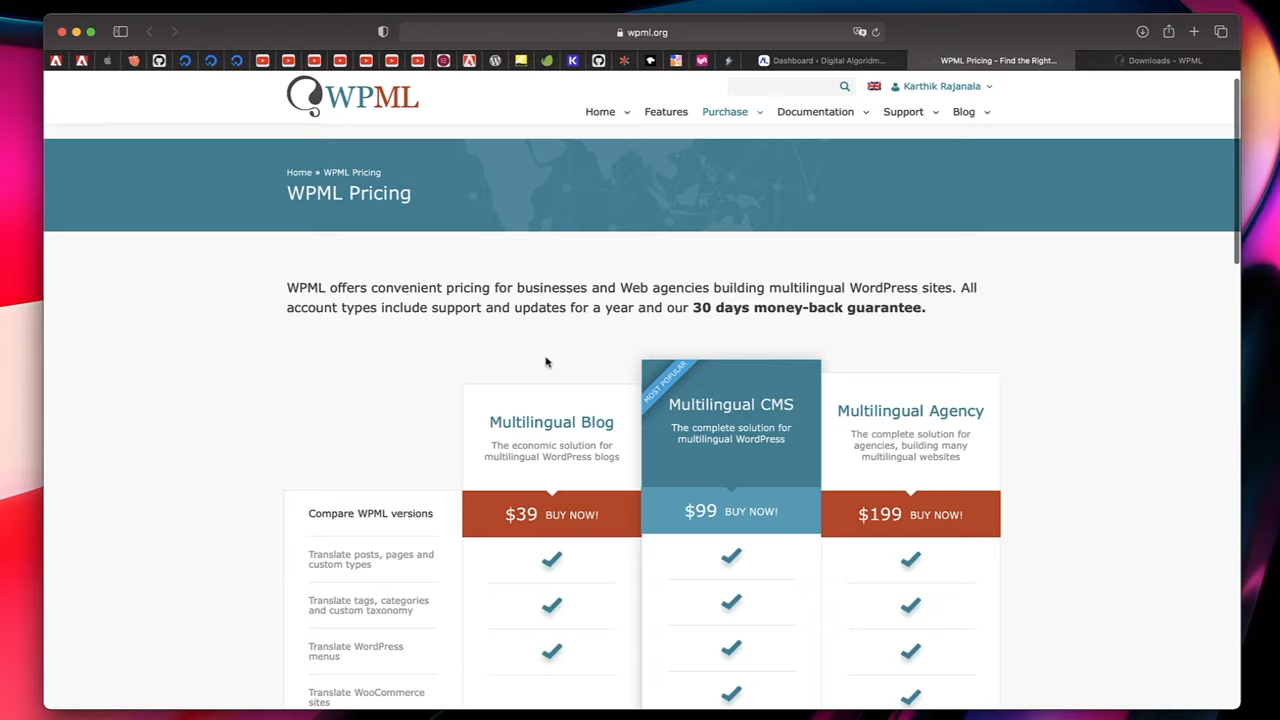 wpml.org
Dashboard ‹ Digital Algoridm...
WPML Pricing - Find the Right...
Downloads - WPML
WPML
Karthik Rajanala
Home
Features
Purchase
Documentation
Support
Blog
Home » WPML Pricing
WPML Pricing
WPML offers convenient pricing for businesses and Web agencies building multilingual WordPress sites. All
account types include support and updates for a year and our 30 days money-back guarantee.
MOST POPULAR
Multilingual Blog
The economic solution for
multilingual WordPress blogs
Multilingual CMS
The complete solution for
multilingual WordPress
Multilingual Agency
The complete solution for
agencies, building many
multilingual websites
Compare WPML versions
$39 BUY NOW!
$99 BUY NOW!
$199 BUY NOW!
Translate posts, pages and
custom types
Translate tags, categories
and custom taxonomy
Translate WordPress
menus
Translate WooCommerce
sites